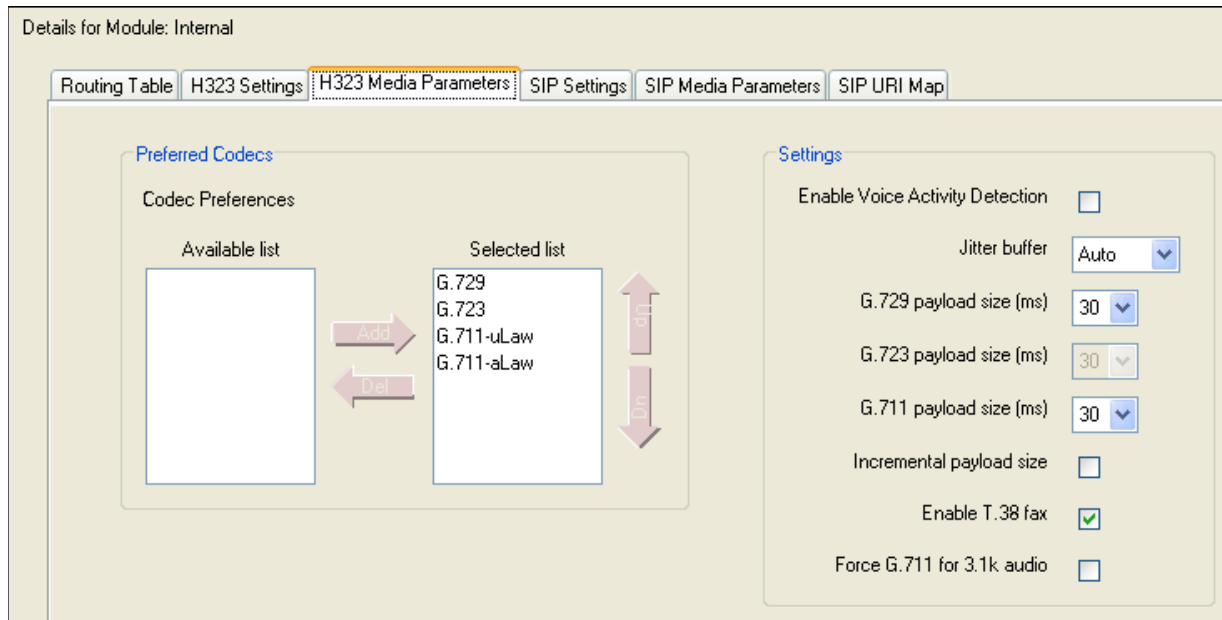 Details for Module: Internal
Routing Table H323 Settings H323 Media Parameters SIP Settings SIP Media Parameters SIP URI Map
Preferred Codecs
Codec Preferences
Available list
Selected list
G.729
G.723
G.711-uLaw
G.711-aLaw
Add
Del
Up
Dn
Settings
Enable Voice Activity Detection
Jitter buffer Auto
G.729 payload size (ms) 30
G.723 payload size (ms) 30
G.711 payload size (ms) 30
Incremental payload size
Enable T.38 fax
Force G.711 for 3.1k audio